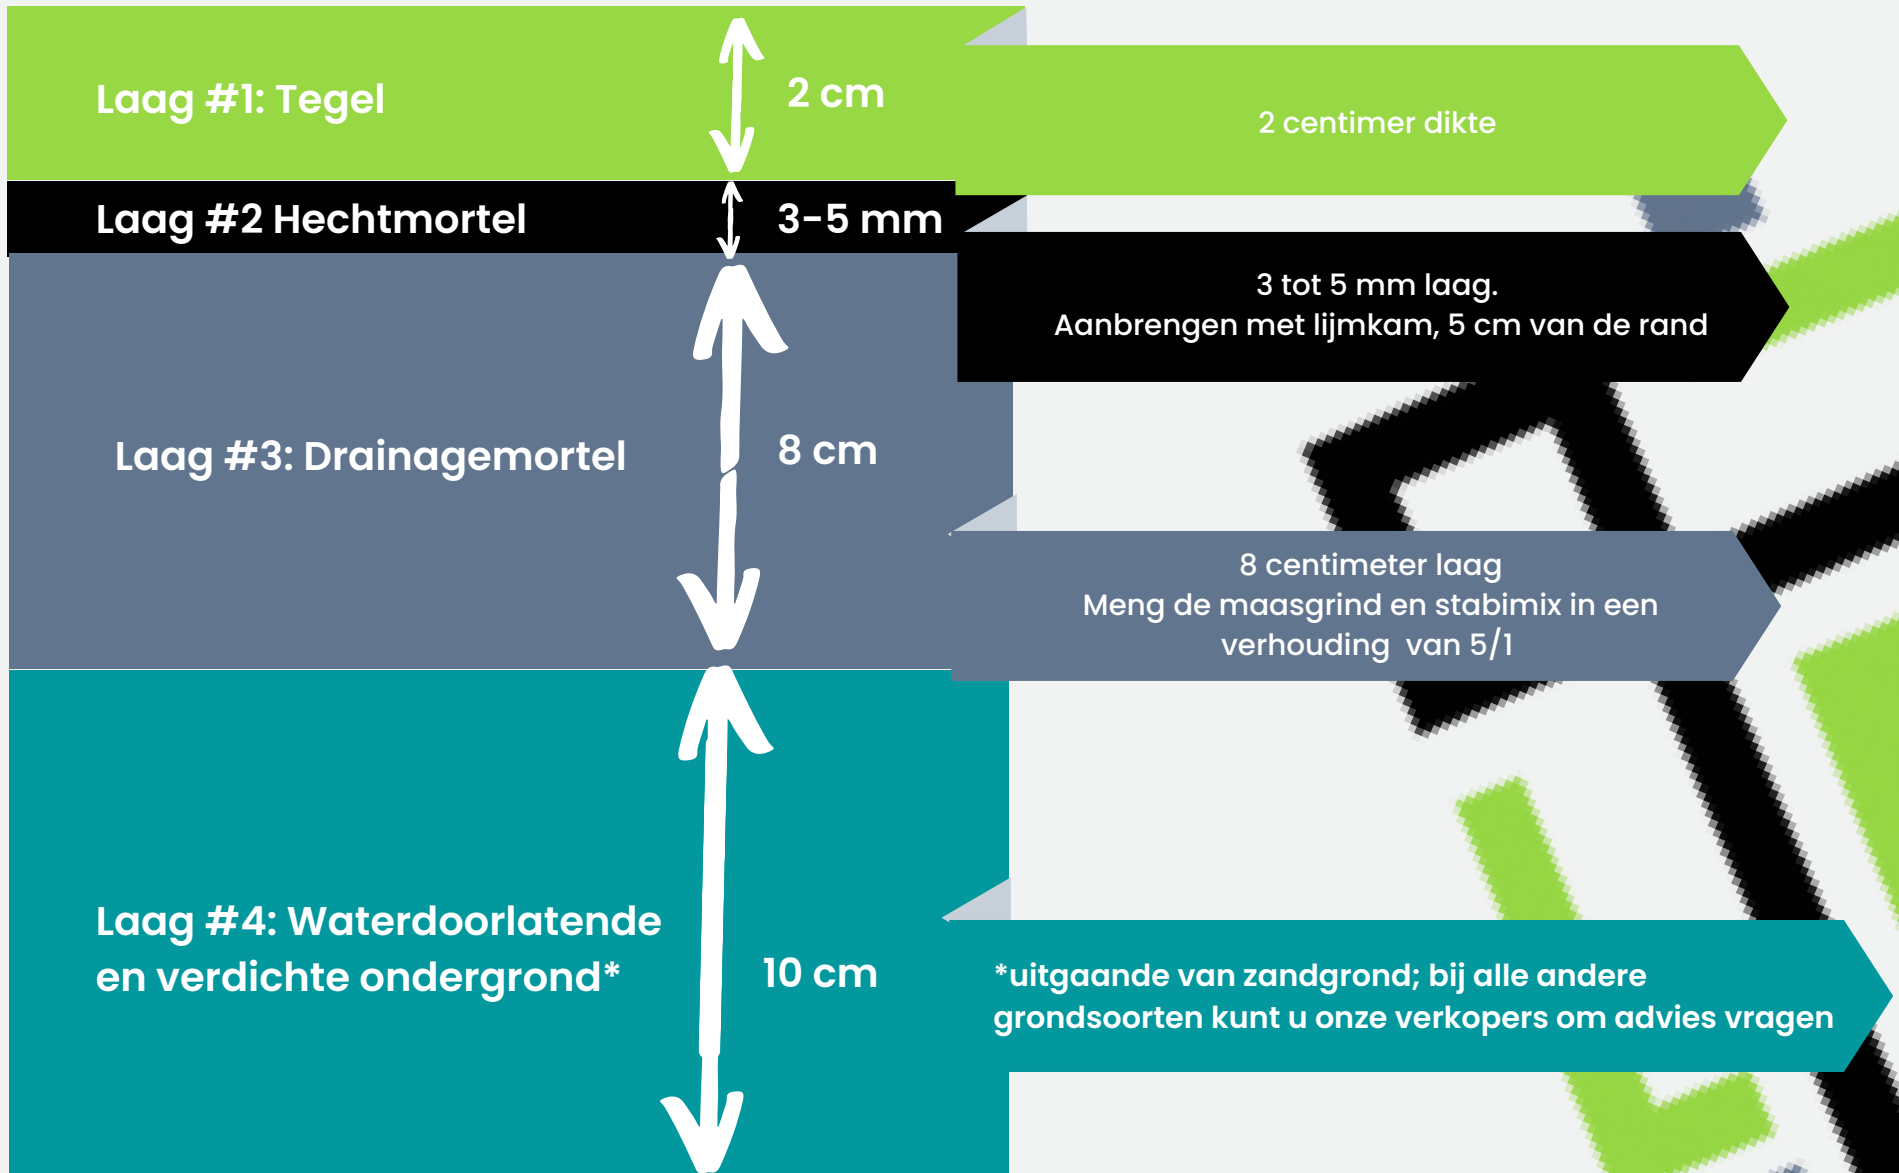 Laag #1: Tegel
2 cm
2 centimer dikte
Laag #2 Hechtmortel
3-5 mm
3 tot 5 mm laag.
Aanbrengen met lijmkam, 5 cm van de rand
Laag #3: Drainagemortel
8 cm
8 centimeter laag
Meng de maasgrind en stabimix in een
verhouding van 5/1
Laag #4: Waterdoorlatende
en verdichte ondergrond*
10 cm
*uitgaande van zandgrond; bij alle andere
grondsoorten kunt u onze verkopers om advies vragen